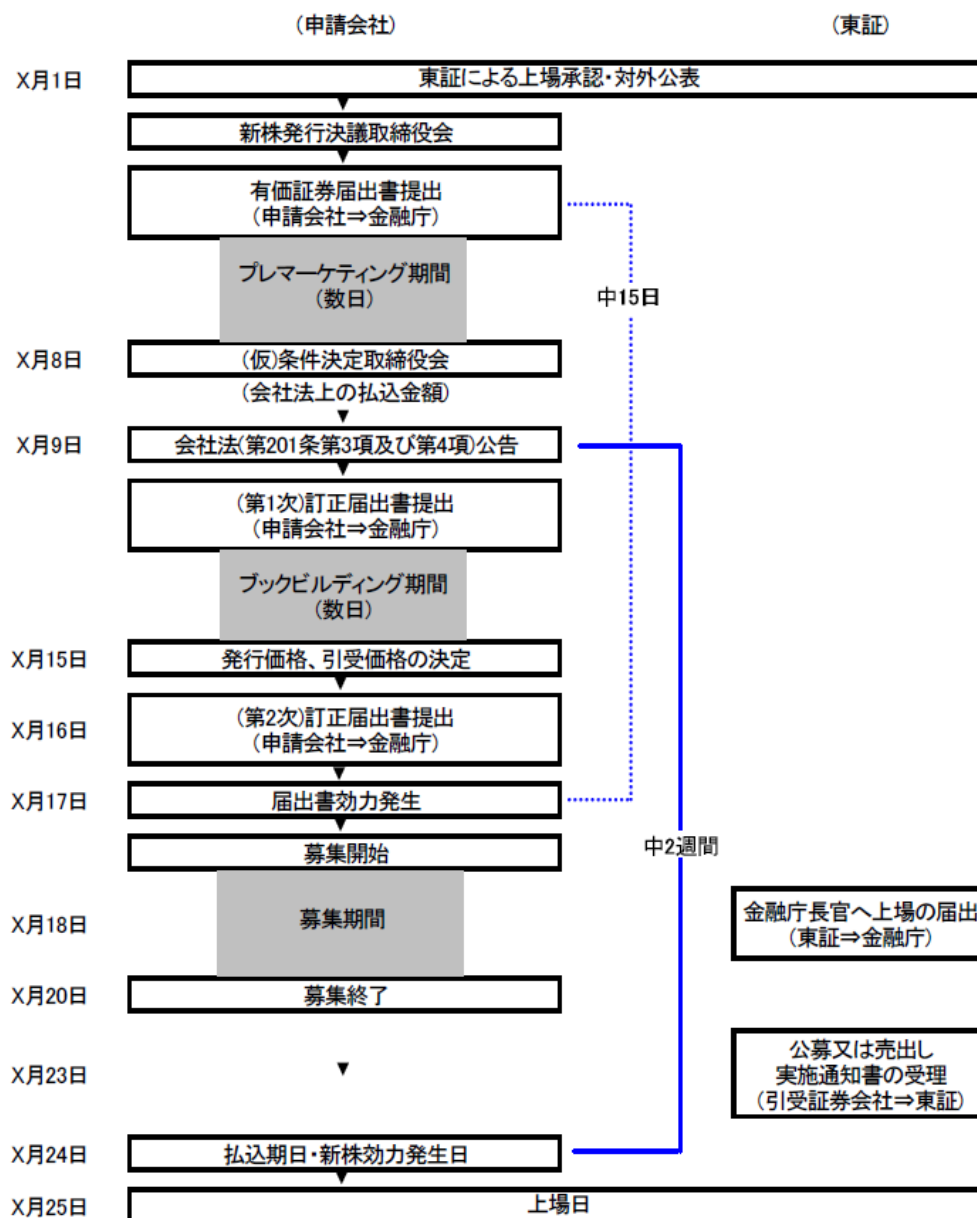 (申請会社)
(東証)
X月1日
東証による上場承認・対外公表
新株発行決議取締役会
有価証券届出書提出
(申請会社⇒金融庁)
プレマーケティング期間
(数日)
中15日
X月8日
(仮)条件決定取締役会
(会社法上の払込金額)
X月9日
会社法(第201条第3項及び第4項)公告
(第1次)訂正届出書提出
(申請会社⇒金融庁)
ブックビルディング期間
(数日)
X月15日
発行価格、引受価格の決定
X月16日
(第2次)訂正届出書提出
(申請会社⇒金融庁)
X月17日
届出書効力発生
募集開始
中2週間
X月18日
募集期間
金融庁長官へ上場の届出
(東証⇒金融庁)
X月20日
募集終了
X月23日
公募又は売出し
実施通知書の受理
(引受証券会社⇒東証)
X月24日
払込期日・新株効力発生日
X月25日
上場日